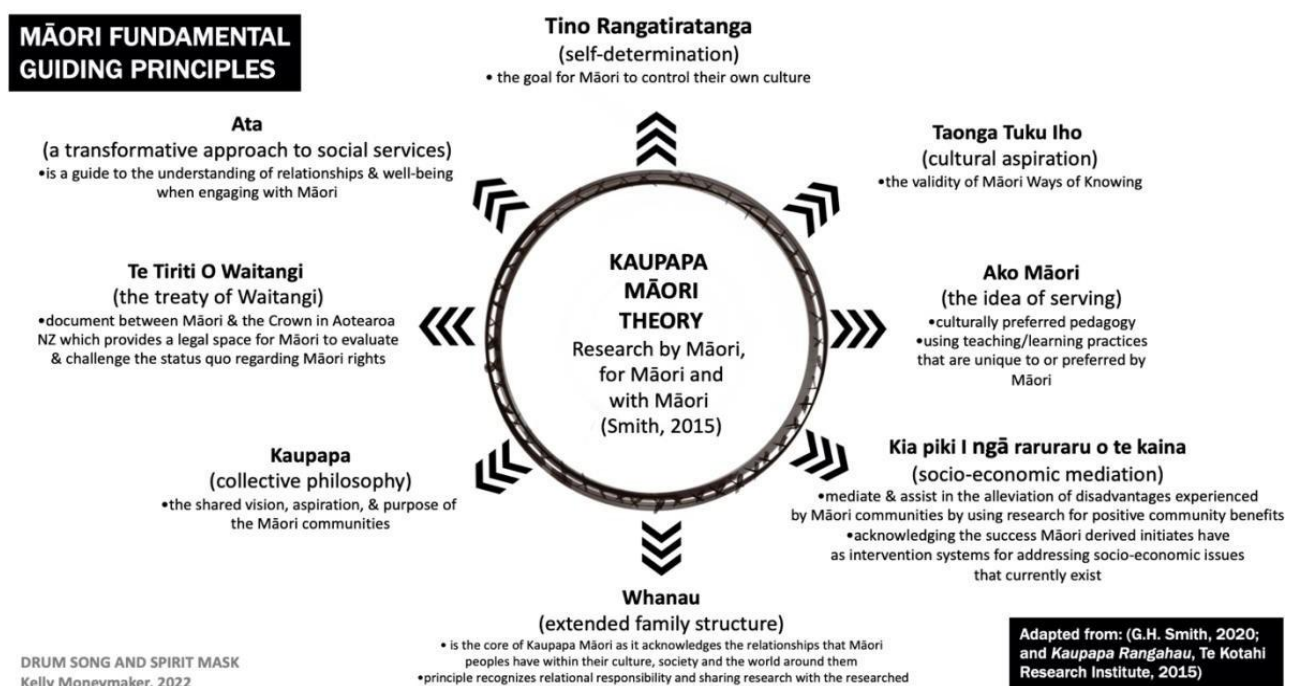 MĀORI FUNDAMENTAL
GUIDING PRINCIPLES
Tino Rangatiratanga
(self-determination)
• the goal for Māori to control their own culture
Ata
(a transformative approach to social services)
•is a guide to the understanding of relationships & well-being
when engaging with Māori
Taonga Tuku Iho
(cultural aspiration)
•the validity of Māori Ways of Knowing
Te Tiriti O Waitangi
(the treaty of Waitangi)
•document between Māori & the Crown in Aotearoa
NZ which provides a legal space for Māori to evaluate
& challenge the status quo regarding Māori rights
KAUPAPA
MĀORI
THEORY
Research by Māori,
for Māori and
with Māori
(Smith, 2015)
Ako Māori
(the idea of serving)
•culturally preferred pedagogy
•using teaching/learning practices
that are unique to or preferred by
Māori
Kaupapa
(collective philosophy)
•the shared vision, aspiration, & purpose of
the Māori communities
Kia piki I ngā raruraru o te kaina
(socio-economic mediation)
•mediate & assist in the alleviation of disadvantages experienced
by Māori communities by using research for positive community benefits
•acknowledging the success Māori derived initiates have
as intervention systems for addressing socio-economic issues
that currently exist
Whanau
(extended family structure)
• is the core of Kaupapa Māori as it acknowledges the relationships that Māori
peoples have within their culture, society and the world around them
•principle recognizes relational responsibility and sharing research with the researched
DRUM SONG AND SPIRIT MASK
Kelly Moneymaker, 2022
Adapted from: (G.H. Smith, 2020;
and Kaupapa Rangahau, Te Kotahi
Research Institute, 2015)